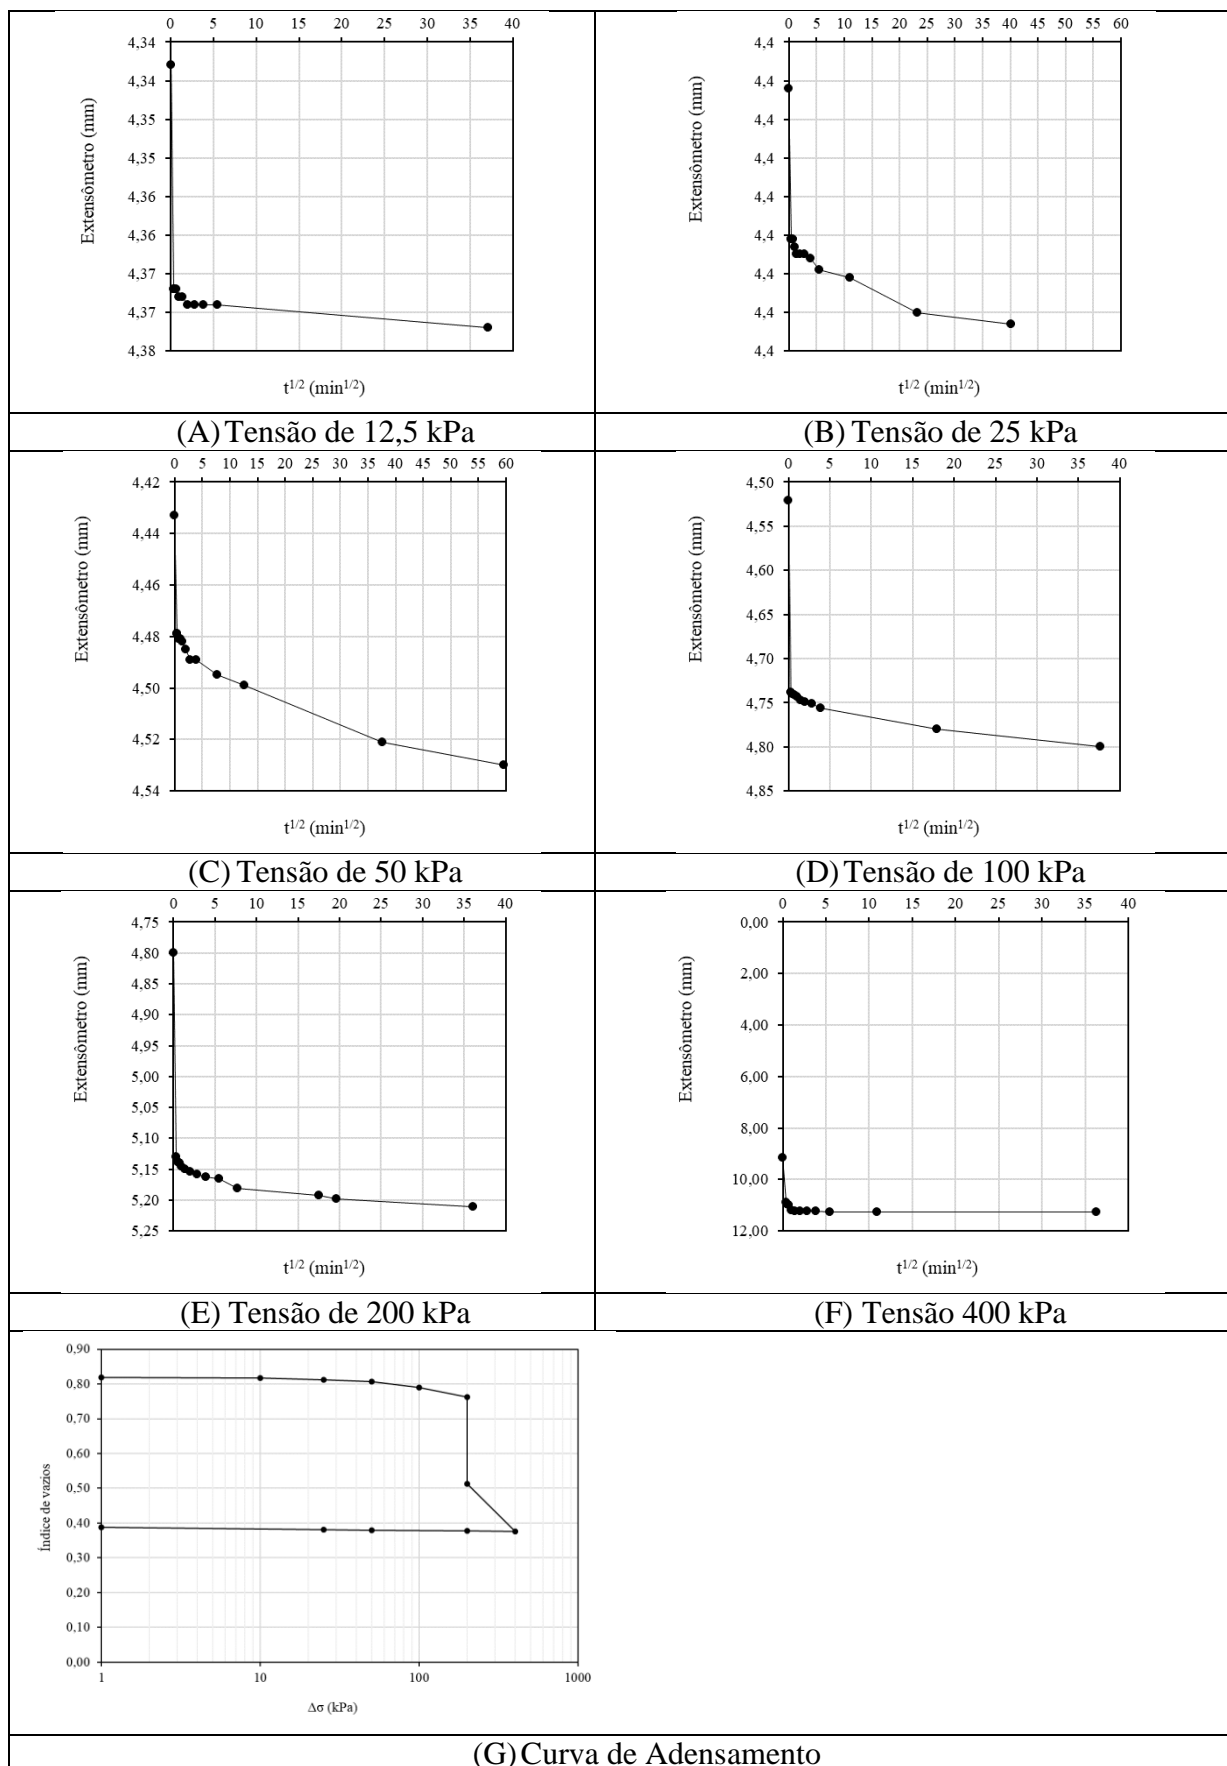 0 5 10 15 20 25 30 35 40
4,34
4,34
4,35
4,35
4,36
4,36
4,37
4,37
4,38
Extensômetro (mm)
t1/2 (min1/2)
0 5 10 15 20 25 30 35 40 45 50 55 60
4,4
4,4
4,4
4,4
4,4
4,4
4,4
4,4
4,4
Extensômetro (mm)
t1/2 (min1/2)
(A) Tensão de 12,5 kPa
(B) Tensão de 25 kPa
0 5 10 15 20 25 30 35 40 45 50 55 60
4,42
4,44
4,46
4,48
4,50
4,52
4,54
Extensômetro (mm)
t1/2 (min1/2)
0 5 10 15 20 25 30 35 40
4,50
4,55
4,60
4,65
4,70
4,75
4,80
4,85
Extensômetro (mm)
t1/2 (min1/2)
(C) Tensão de 50 kPa
(D) Tensão de 100 kPa
0 5 10 15 20 25 30 35 40
4,75
4,80
4,85
4,90
4,95
5,00
5,05
5,10
5,15
5,20
5,25
Extensômetro (mm)
t1/2 (min1/2)
0 5 10 15 20 25 30 35 40
0,00
2,00
4,00
6,00
8,00
10,00
12,00
Extensômetro (mm)
t1/2 (min1/2)
(E) Tensão de 200 kPa
(F) Tensão 400 kPa
0,90
0,80
0,70
0,60
0,50
0,40
0,30
0,20
0,10
0,00
Índice de vazios
1 10 100 1000
Δσ (kPa)
(G) Curva de Adensamento